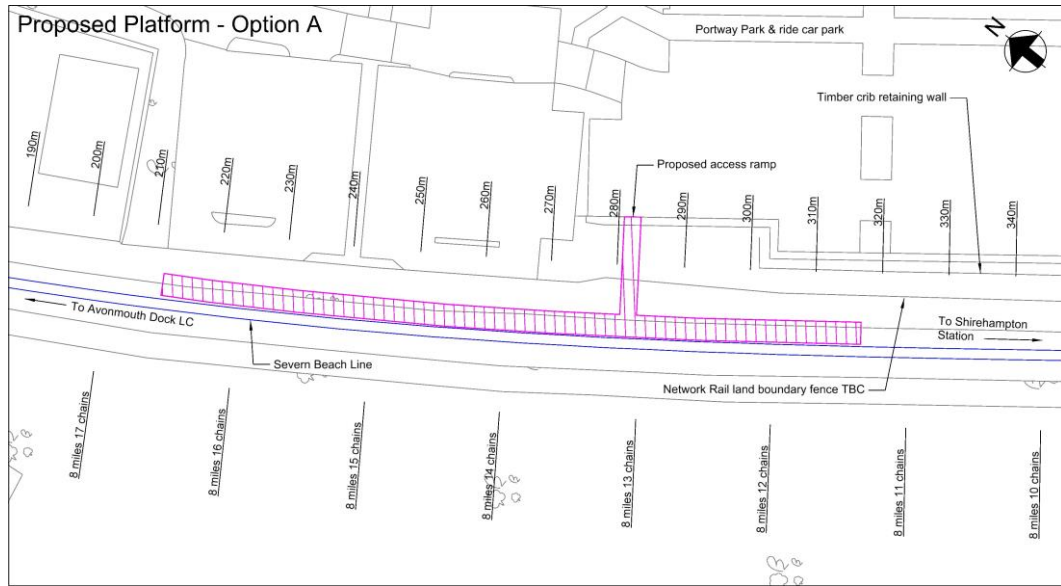 Proposed Platform - Option A
Portway Park & ride car park
N
Timber crib retaining wall
Proposed access ramp
190m
200m
210m
220m
230m
240m
250m
260m
270m
280m
290m
300m
310m
320m
330m
340m
To Avonmouth Dock LC
Severn Beach Line
To Shirehampton
Station
Network Rail land boundary fence TBC
8 miles 17 chains
8 miles 16 chains
8 miles 15 chains
8 miles 14 chains
8 miles 13 chains
8 miles 12 chains
8 miles 11 chains
8 miles 10 chains